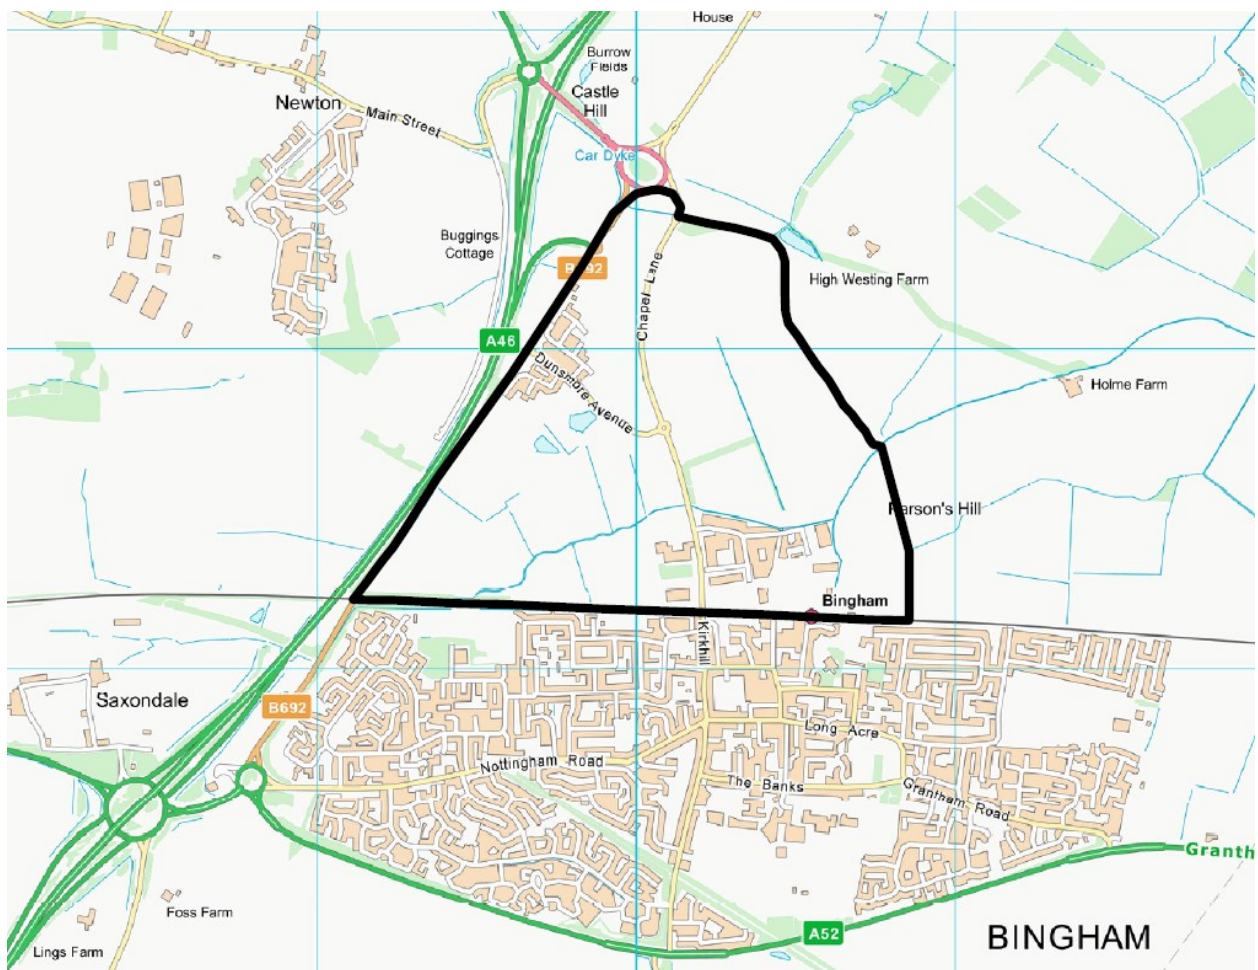 House
Burrow
Fields
Castle
Hill
Newton
Main Street
Car Dyke
Buggings
Cottage
Chapel Lane
High Westing Farm
A46
Dunsmore Avenue
Holme Farm
Parson's Hill
Bingham
Kirkhill
Saxondale
B692
Long Acre
Nottingham Road
The Banks
Grantham Road
Granth
Foss Farm
A52
BINGHAM
Lings Farm